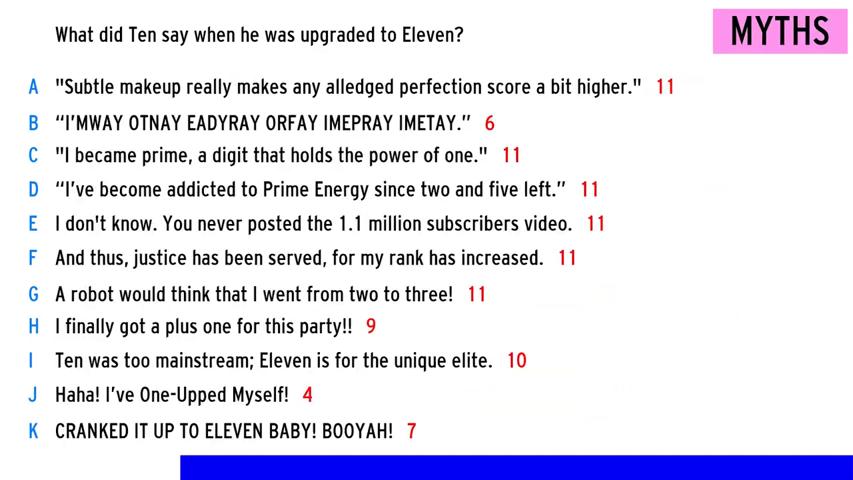 What did Ten say when he was upgraded to Eleven?
MYTHS
A "Subtle makeup really makes any alledged perfection score a bit higher." 11
B “I’MWAY OTNAY EADYRAY ORFAY IMEPRAY IMETAY.” 6
C "I became prime, a digit that holds the power of one." 11
D “I’ve become addicted to Prime Energy since two and five left.” 11
E I don't know. You never posted the 1.1 million subscribers video. 11
F And thus, justice has been served, for my rank has increased. 11
G A robot would think that I went from two to three! 11
H I finally got a plus one for this party!! 9
I Ten was too mainstream; Eleven is for the unique elite. 10
J Haha! I’ve One-Upped Myself! 4
K CRANKED IT UP TO ELEVEN BABY! BOOYAH! 7